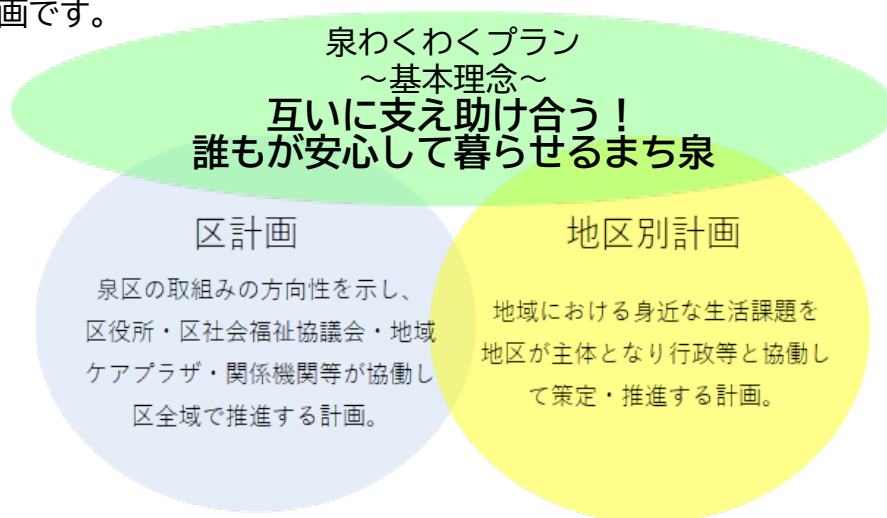 画です。
泉わくわくプラン
～基本理念～
互いに支え助け合う！
誰もが安心して暮らせるまち泉
区計画
泉区の取組みの方向性を示し、
区役所・区社会福祉協議会・地域
ケアプラザ・関係機関等が協働し
区全域で推進する計画。
地区別計画
地域における身近な生活課題を
地区が主体となり行政等と協働し
て策定・推進する計画。